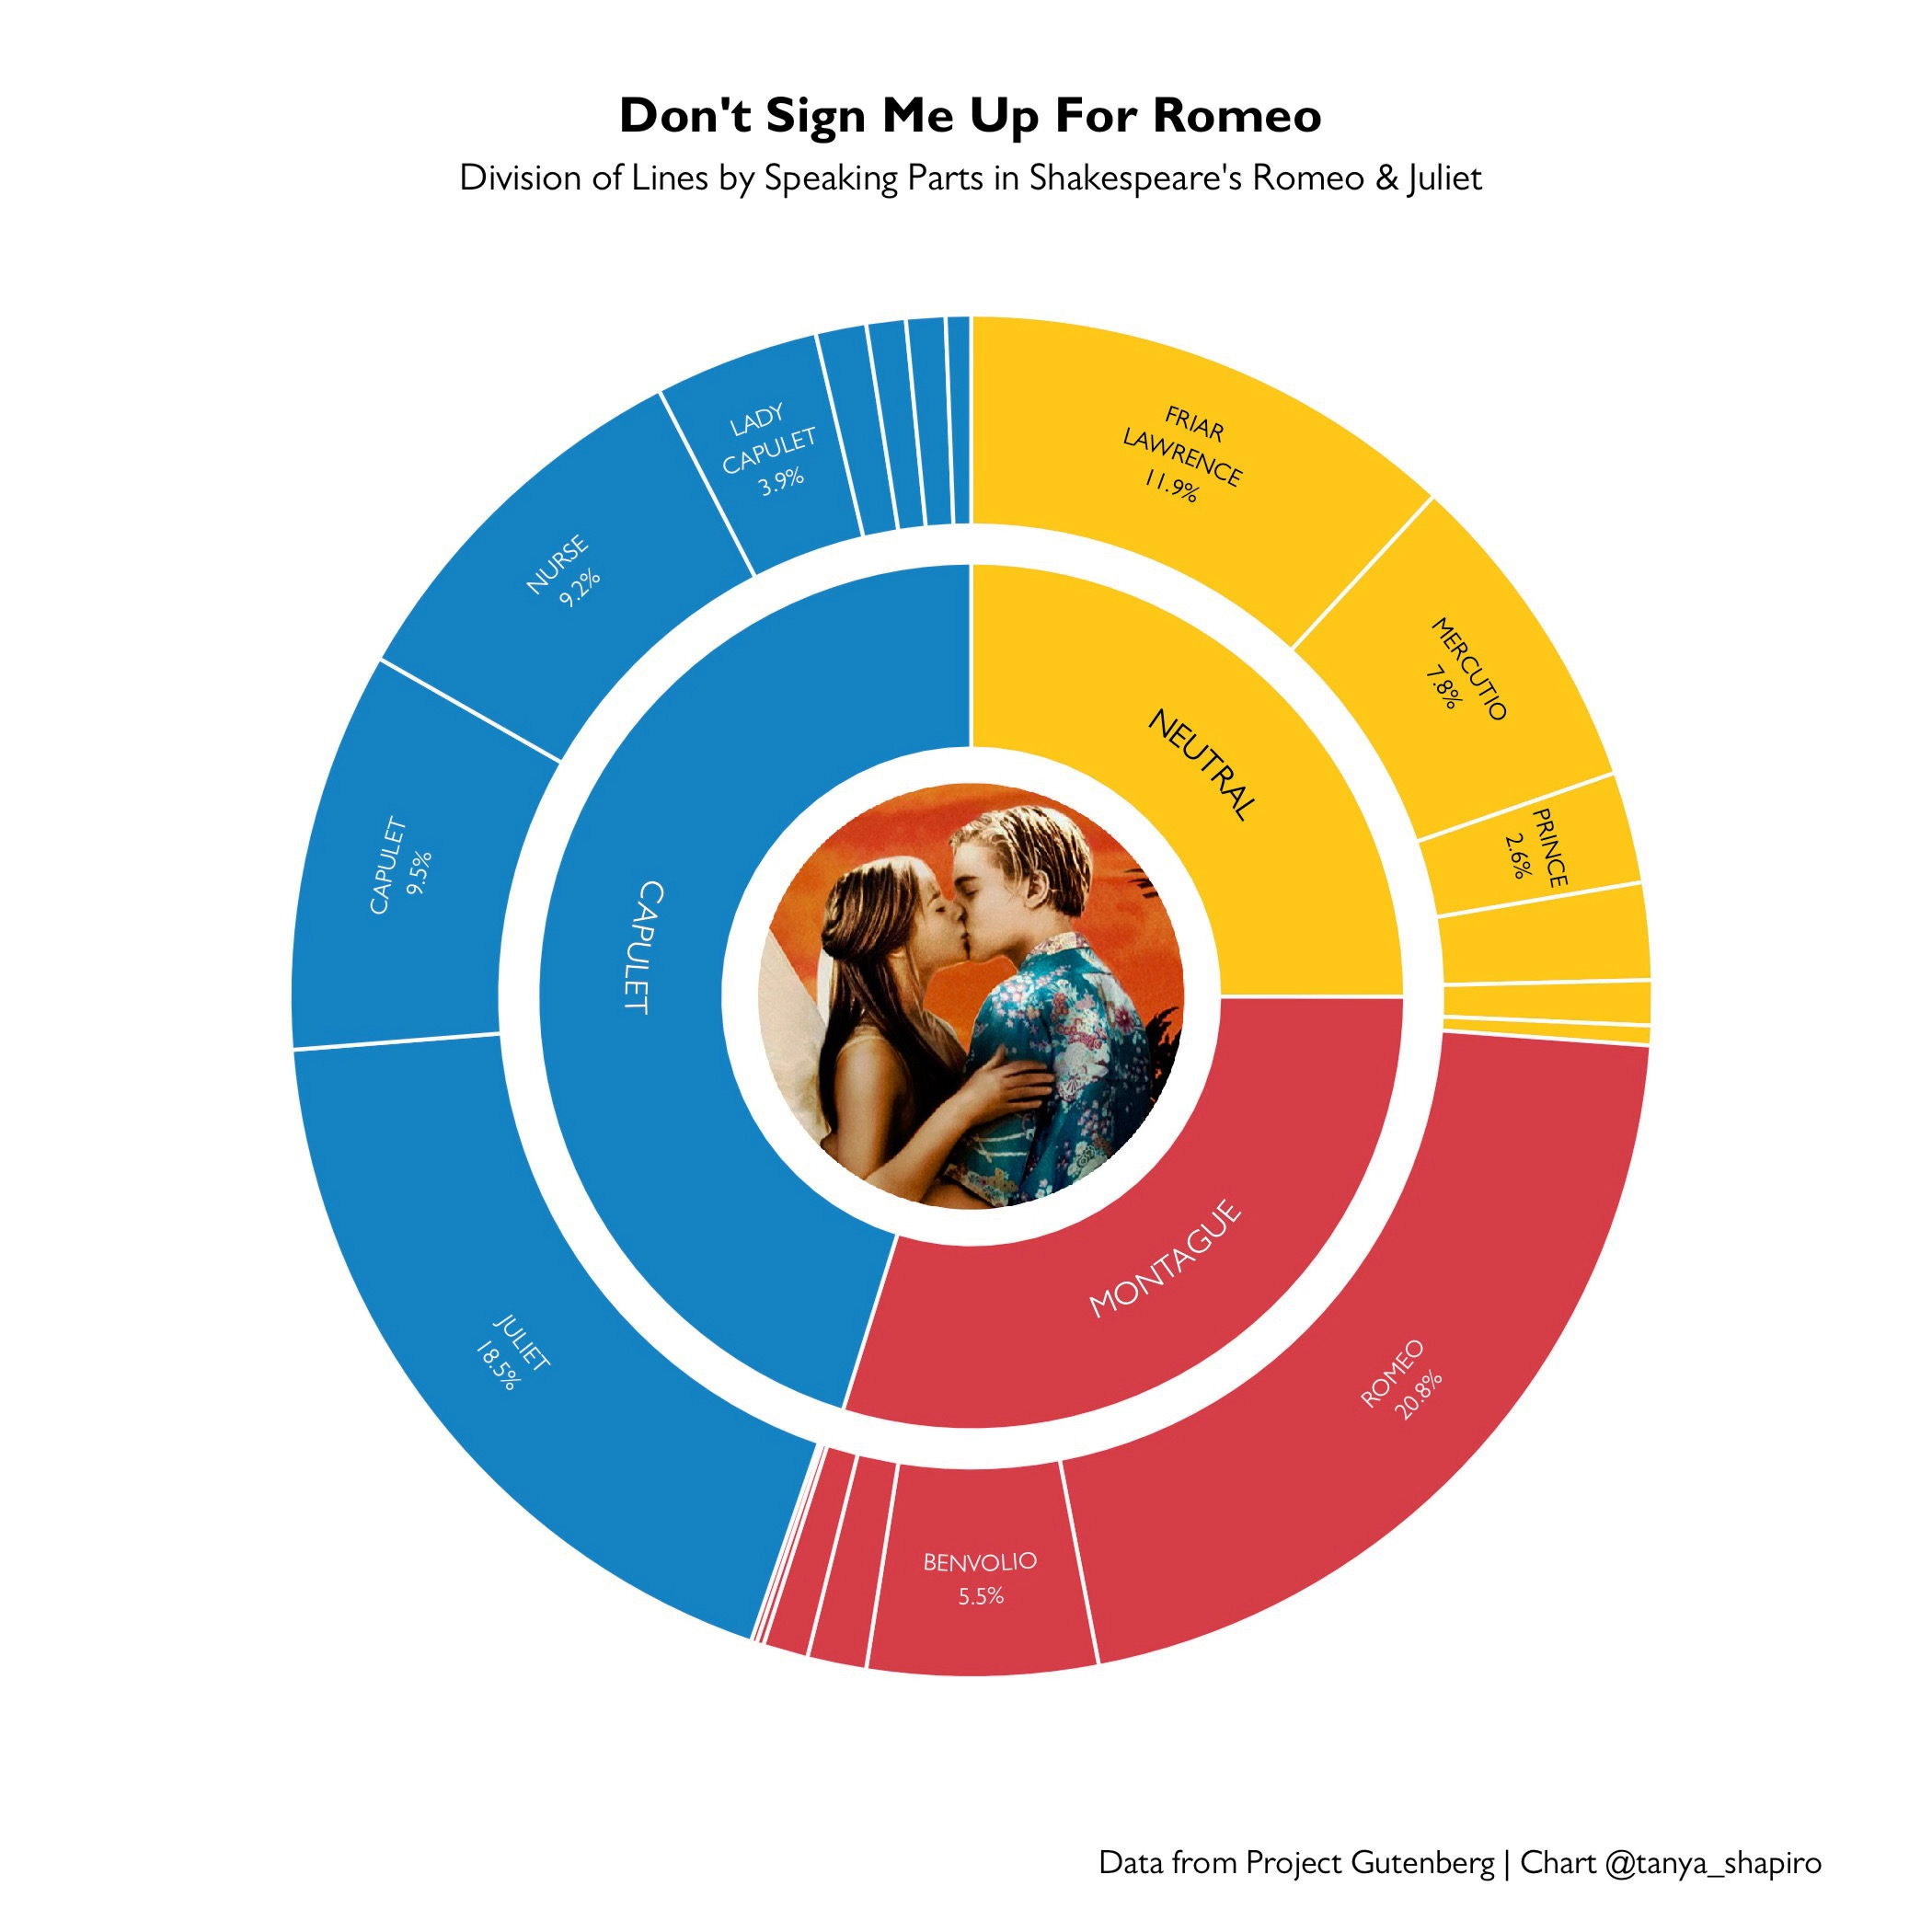 Don't Sign Me Up For Romeo
Division of Lines by Speaking Parts in Shakespeare's Romeo & Juliet
LADY
CAPULET
3.9%
FRIAR
LAWRENCE
11.9%
NURSE
9.2%
MERCUTIO
7.8%
NEUTRAL
PRINCE
2.6%
CAPULET
9.5%
CAPULET
MONTAGUE
JULIET
18.5%
ROMEO
20.8%
BENVOLIO
5.5%
Data from Project Gutenberg | Chart @tanya_shapiro